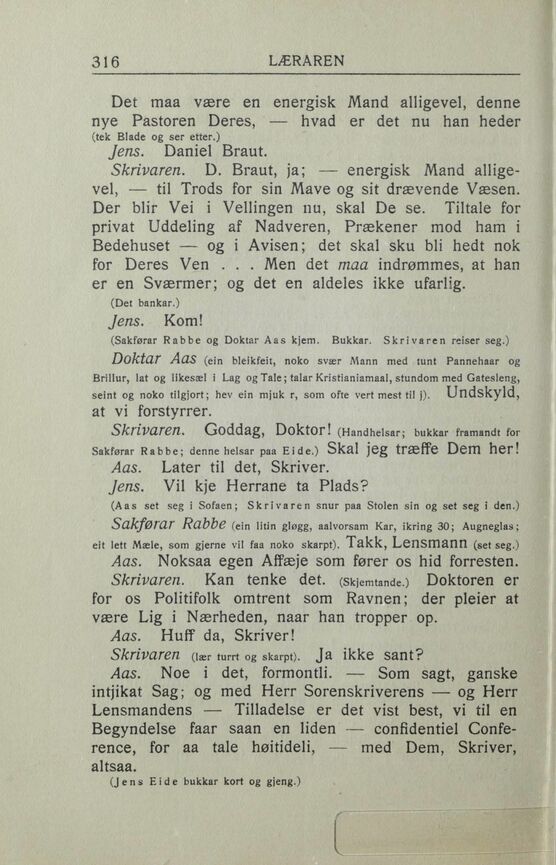 316 LÆRAREN
Det maa være en energisk Mand alligevel, denne
nye Pastoren Deres, — hvad er det nu han heder
(tek Blade og ser etter.)
Jens. Daniel Braut.
Skrivaren. D. Braut, ja; — energisk Mand allige-
vel, — til Trods for sin Mave og sit drævende Væsen.
Der blir Vei i Vellingen nu, skal De se. Tiltale for
privat Uddeling af Nadveren, Prækener mod ham i
Bedehuset — og i Avisen; det skal sku bli hedt nok
for Deres Ven . . . Men det maa indrømmes, at han
er en Sværmer; og det en aldeles ikke ufarlig.
(Det bankar.)
Jens. Kom!
(Sakførar Rabbe og Doktar Aas kjem. Bukkar. Skrivaren reiser seg.)
Doktar Aas (ein bleikfeit, noko svær Mann med tunt Pannehaar og
Brillur, lat og likesæl i Lag og Tale; talar Kristianiamaal, stundom med Gatesleng,
seint og noko tilgjort; hev ein mjuk r, som ofte vert mest til j). Undskyld,
at vi forstyrrer.
Skrivaren. Goddag, Doktor! (Handhelsar; bukkar framandt for
Sakførar Rabbe; denne helsar paa Eide.) Skal jeg træffe Dem her!
Aas. Later til det, Skriver.
Jens. Vil kje Herrane ta Plads?
(Aas set seg i Sofaen; Skrivaren snur paa Stolen sin og set seg i den.)
Sakførar Rabbe (ein litin gløgg, aalvorsam Kar, ikring 30; Augneglas;
eit lett Mæle, som gjerne vil faa noko skarpt). Takk, Lensmann (set seg.)
Aas. Noksaa egen Affæje som fører os hid forresten.
Skrivaren. Kan tenke det. (Skjemtande.) Doktoren er
for os Politifolk omtrent som Ravnen; der pleier at
være Lig i Nærheden, naar han tropper op.
Aas. Huff da, Skriver!
Skrivaren (lær turrt og skarpt). Ja ikke sant?
Aas. Noe i det, formontli. — Som sagt, ganske
intjikat Sag; og med Herr Sorenskriverens — og Herr
Lensmandens — Tilladelse er det vist best, vi til en
Begyndelse faar saan en liden — confidentiel Confe-
rence, for aa tale høitideli, — med Dem, Skriver,
altsaa.
(Jens Eide bukkar kort og gjeng.)